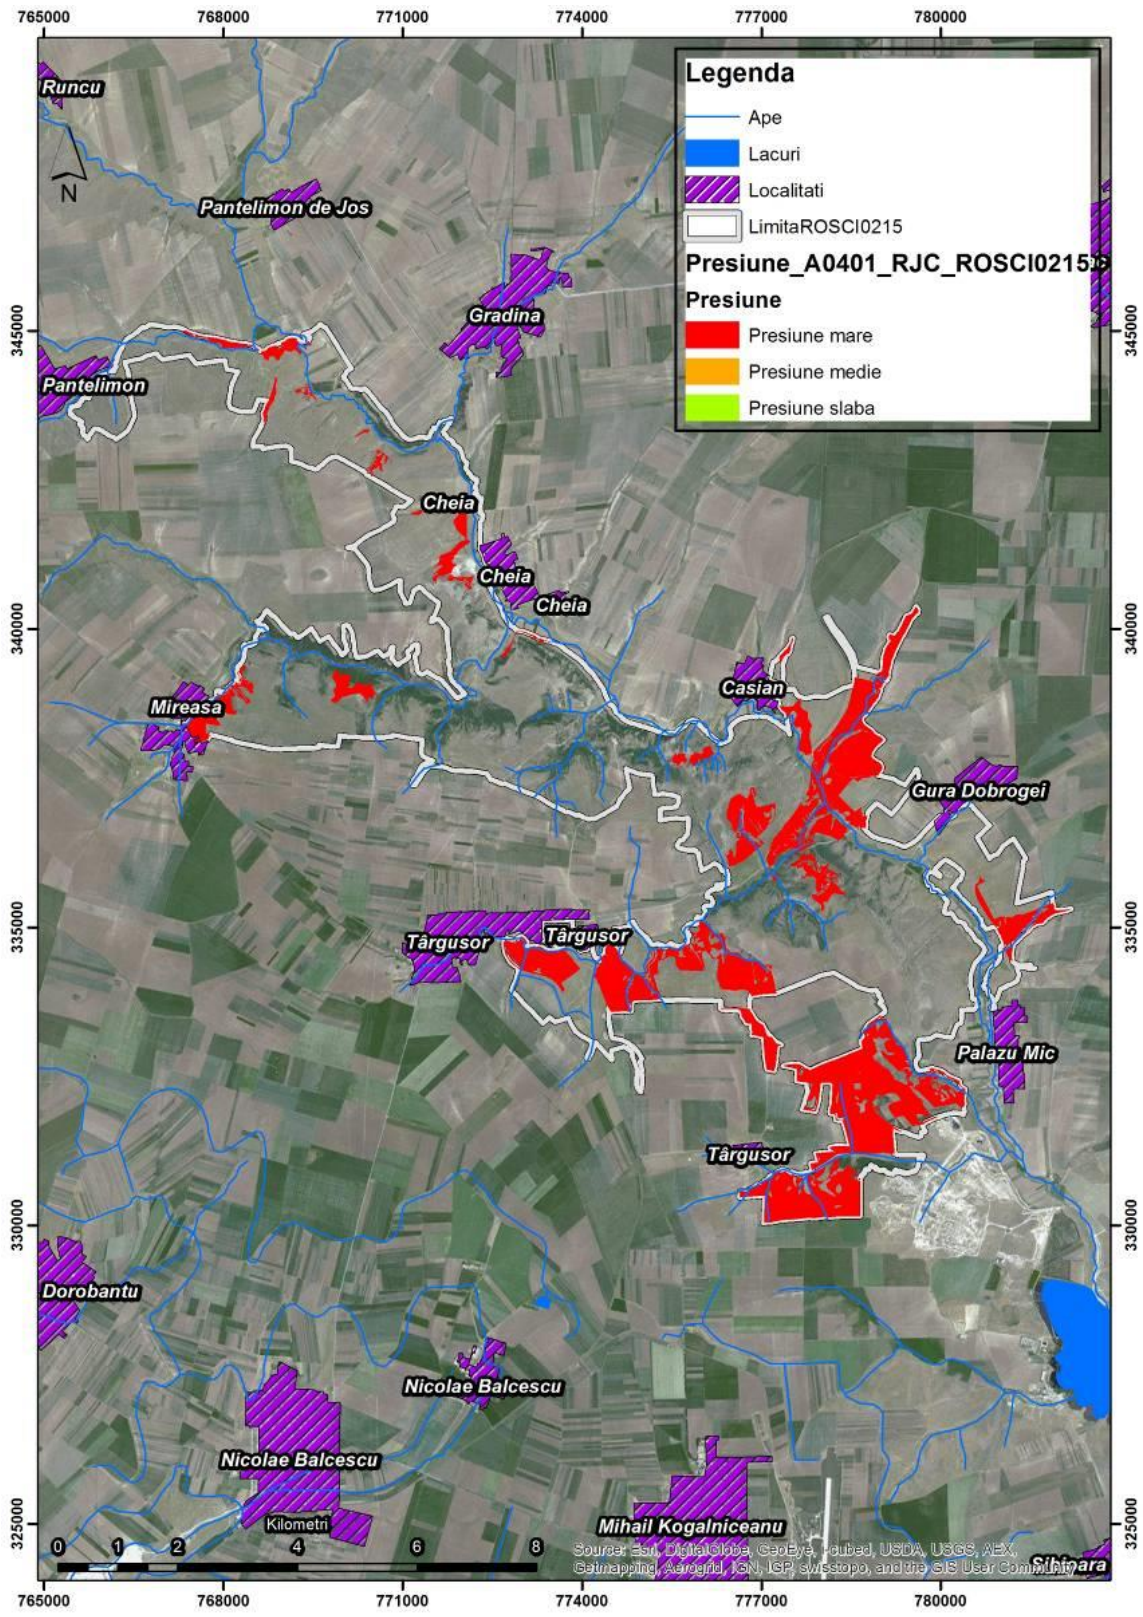 765000 768000 771000 774000 777000 780000
Legenda
Ape
Lacuri
Localitati
LimitaROSCI0215
Presiune_A0401_RJC_ROSCI0215
Presiune
Presiune mare
Presiune medie
Presiune slaba
Runcu
N
Pantelimon de Jos
Gradina
345000
345000
Pantelimon
Cheia
Cheia
Cheia
340000
340000
Casian
Mireasa
Gura Dobrogei
335000
335000
Târgusor
Târgusor
Palazu Mic
Târgusor
330000
330000
Dorobantu
Nicolae Balcescu
Nicolae Balcescu
Mihail Kogalniceanu
325000
325000
Kilometri
0 1 2 4 6 8
Source: Esri, DigitalGlobe, GeoEye, i-cubed, USDA, USGS, AEX,
Getmapping, Aerogrid, IGN, IGP, swisstopo, and the GIS User Community
Sibioara
765000 768000 771000 774000 777000 780000